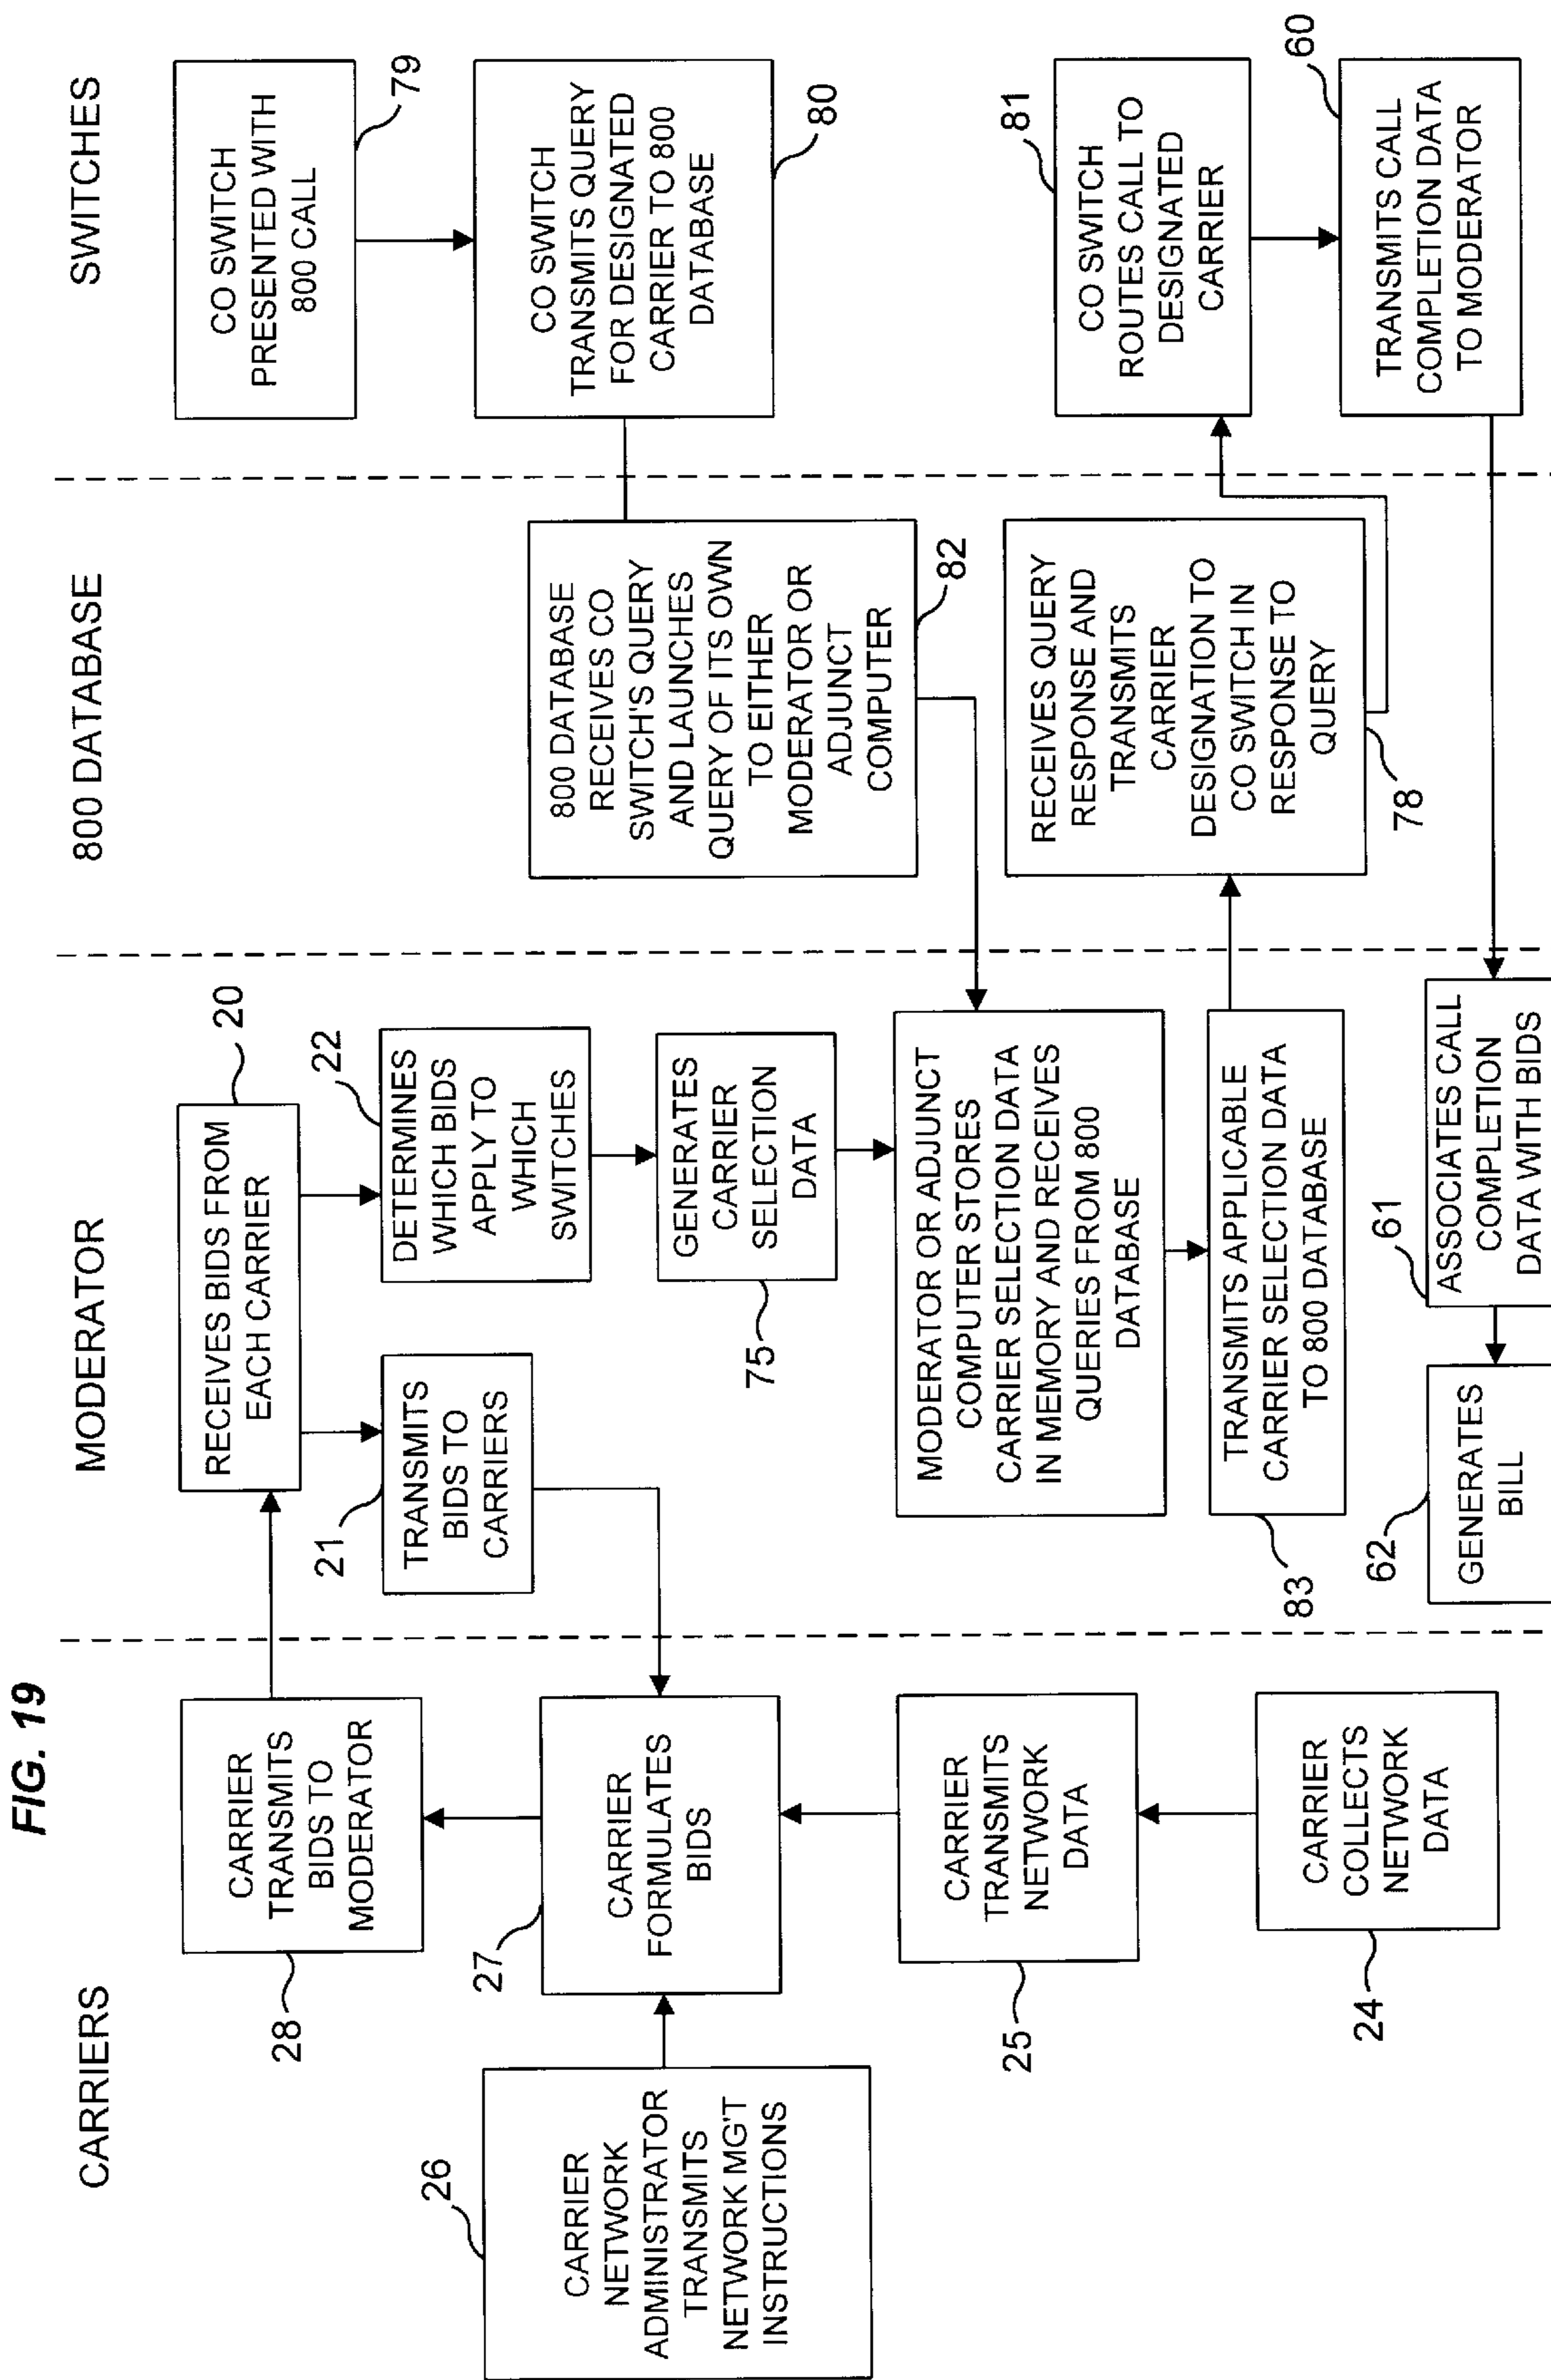 FIG. 19
CARRIERS
MODERATOR
800 DATABASE
SWITCHES
CARRIER
TRANSMITS
BIDS TO
MODERATOR
28
26
CARRIER
NETWORK
ADMINISTRATOR
TRANSMITS
NETWORK MG'T
INSTRUCTIONS
27
CARRIER
FORMULATES
BIDS
CARRIER
TRANSMITS
NETWORK
DATA
25
CARRIER
COLLECTS
NETWORK
DATA
24
RECEIVES BIDS FROM
EACH CARRIER
20
21
TRANSMITS
BIDS TO
CARRIERS
22
DETERMINES
WHICH BIDS
APPLY TO
WHICH
SWITCHES
GENERATES
CARRIER
SELECTION
DATA
75
MODERATOR OR ADJUNCT
COMPUTER STORES
CARRIER SELECTION DATA
IN MEMORY AND RECEIVES
QUERIES FROM 800
DATABASE
TRANSMITS APPLICABLE
CARRIER SELECTION DATA
TO 800 DATABASE
83
62
GENERATES
BILL
61
ASSOCIATES CALL
COMPLETION
DATA WITH BIDS
800 DATABASE
RECEIVES CO
SWITCH'S QUERY
AND LAUNCHES
QUERY OF ITS OWN
TO EITHER
MODERATOR OR
ADJUNCT
COMPUTER
82
RECEIVES QUERY
RESPONSE AND
TRANSMITS
CARRIER
DESIGNATION TO
CO SWITCH IN
RESPONSE TO
QUERY
78
CO SWITCH
PRESENTED WITH
800 CALL
79
CO SWITCH
TRANSMITS QUERY
FOR DESIGNATED
CARRIER TO 800
DATABASE
80
81
CO SWITCH
ROUTES CALL TO
DESIGNATED
CARRIER
60
TRANSMITS CALL
COMPLETION DATA
TO MODERATOR